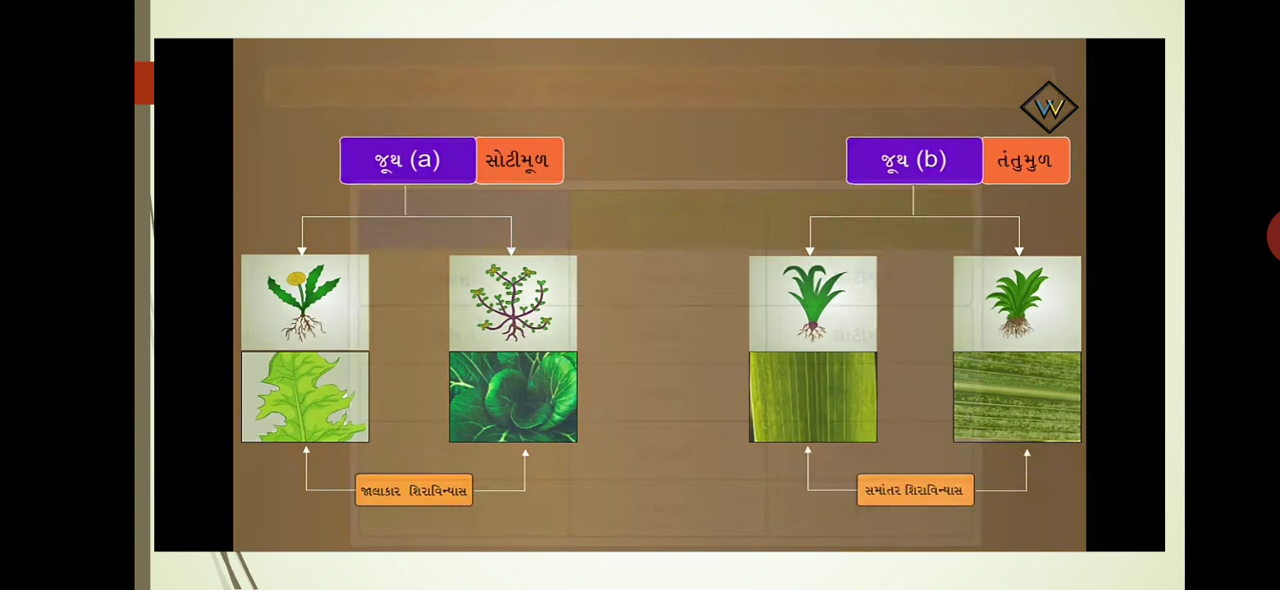 જૂથ (a)
સોટીમૂળ
જૂથ (b)
તંતુમુળ
જાલાકાર શિરાવિન્યાસ
સમાંતર શિરાવિન્યાસ